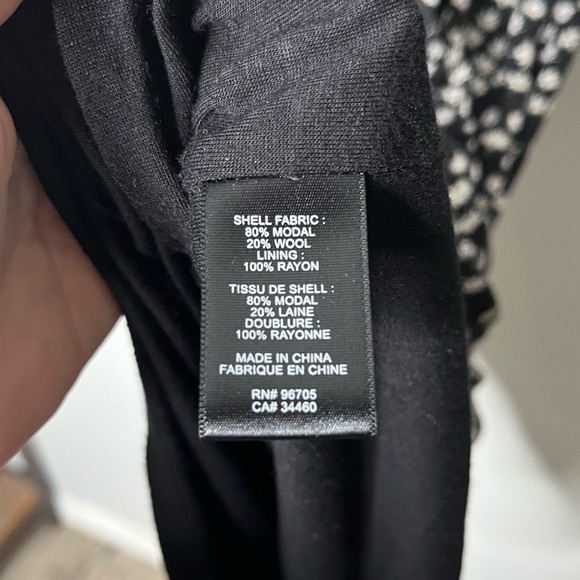 SHELL FABRIC :
80% MODAL
20% WOOL
LINING :
100% RAYON
TISSU DE SHELL :
80% MODAL
20% LAINE
DOUBLURE :
100% RAYONNE
MADE IN CHINA
FABRIQUE EN CHINE
RN# 96705
CA# 34460